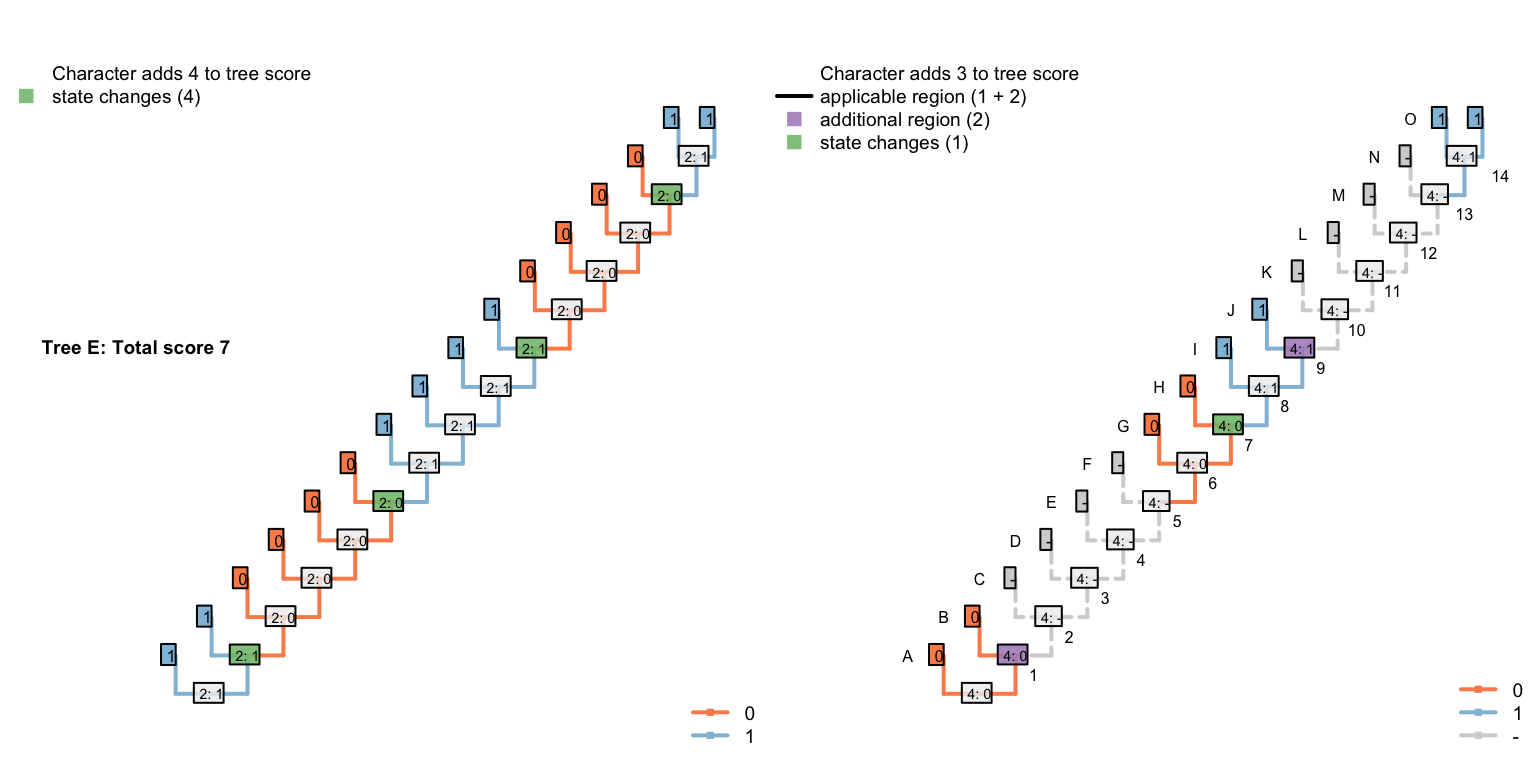 Character adds 4 to tree score
state changes (4)
Character adds 3 to tree score
applicable region (1 + 2)
additional region (2)
state changes (1)
Tree E: Total score 7
1 1
0 2: 1
0 2: 0
0 2: 0
0 2: 0
1 2: 0
1 2: 1
1 2: 1
1 2: 1
0 2: 1
0 2: 0
0 2: 0
0 2: 0
1 2: 0
1 2: 1
2: 1
0
1
O 1 1
N - 4: 1
14
M - 4: -
13
L - 4: -
12
K - 4: -
11
J 1 4: -
10
I 1 4: 1
9
H 0 4: 1
8
G 0 4: 0
7
F - 4: 0
6
E - 4: -
5
D - 4: -
4
C - 4: -
3
B 0 4: -
2
A 0 4: 0
1
4: 0
0
1
-